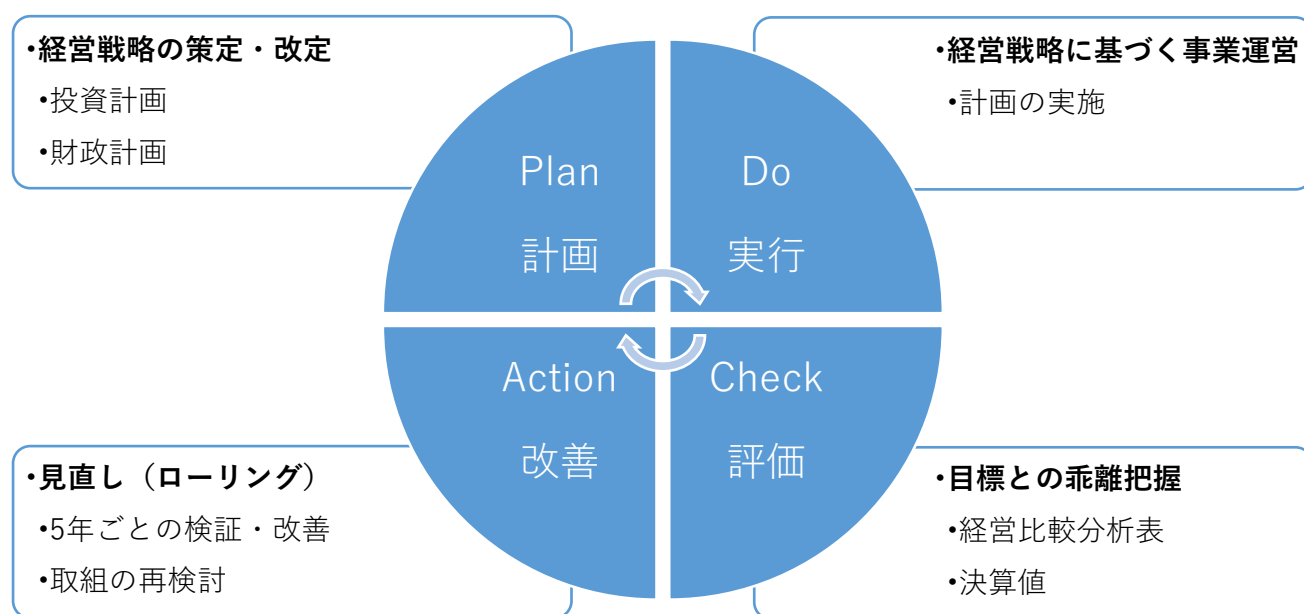 •経営戦略の策定・改定
•投資計画
•財政計画
Plan
計画
•経営戦略に基づく事業運営
•計画の実施
Do
実行
Action
改善
•見直し（ローリング）
•5年ごとの検証・改善
•取組の再検討
Check
評価
•目標との乖離把握
•経営比較分析表
•決算値